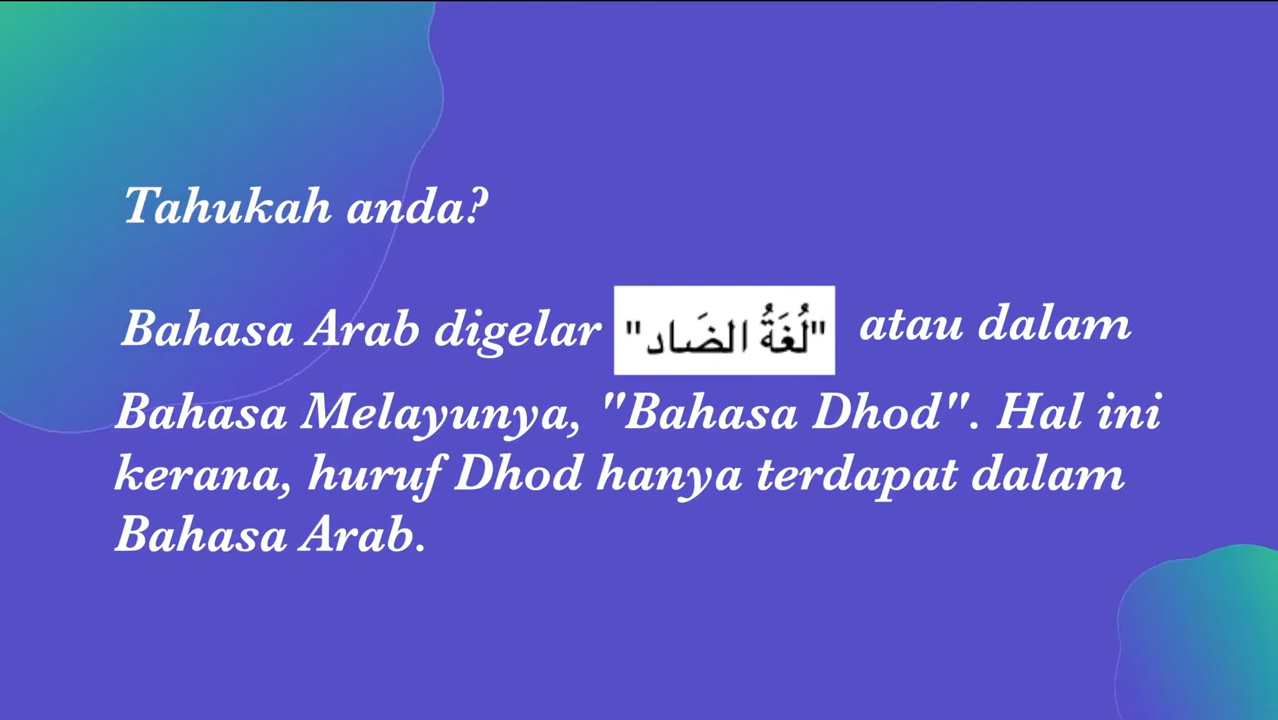 Tahukah anda?
Bahasa Arab digelar "لُغَةُ الضَاد" atau dalam
Bahasa Melayunya, "Bahasa Dhod". Hal ini
kerana, huruf Dhod hanya terdapat dalam
Bahasa Arab.